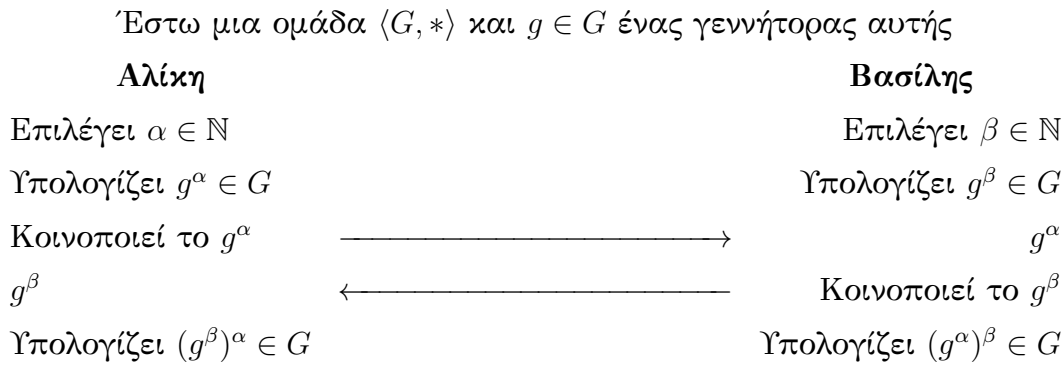 Έστω μια ομάδα ⟨G, ∗⟩ και g ∈ G ένας γεννήτορας αυτής
Αλίκη Βασίλης
Επιλέγει α ∈ ℕ Επιλέγει β ∈ ℕ
Υπολογίζει g^α ∈ G Υπολογίζει g^β ∈ G
Κοινοποιεί το g^α ⟶ g^α
g^β ⟵ Κοινοποιεί το g^β
Υπολογίζει (g^β)^α ∈ G Υπολογίζει (g^α)^β ∈ G